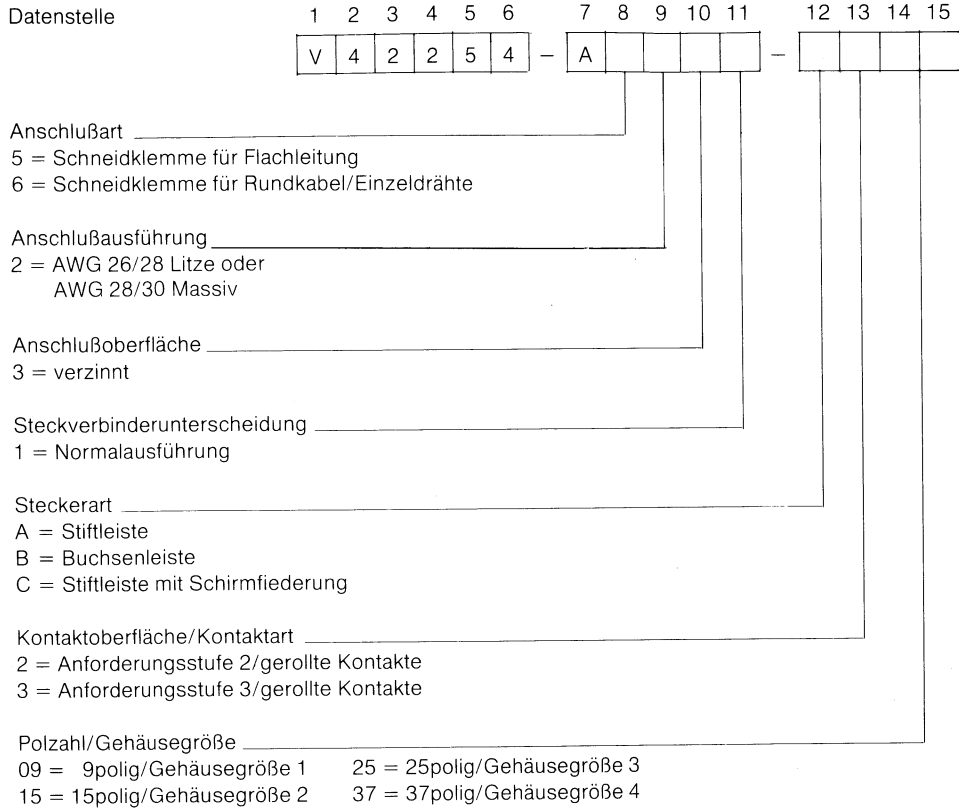 Datenstelle 1 2 3 4 5 6 7 8 9 10 11 12 13 14 15
V 4 2 2 5 4 – A –
Anschlußart
5 = Schneidklemme für Flachleitung
6 = Schneidklemme für Rundkabel/Einzeldrähte
Anschlußausführung
2 = AWG 26/28 Litze oder
AWG 28/30 Massiv
Anschlußoberfläche
3 = verzinnt
Steckverbinderunterscheidung
1 = Normalausführung
Steckerart
A = Stiftleiste
B = Buchsenleiste
C = Stiftleiste mit Schirmfiederung
Kontaktoberfläche/Kontaktart
2 = Anforderungsstufe 2/gerollte Kontakte
3 = Anforderungsstufe 3/gerollte Kontakte
Polzahl/Gehäusegröße
09 = 9polig/Gehäusegröße 1 25 = 25polig/Gehäusegröße 3
15 = 15polig/Gehäusegröße 2 37 = 37polig/Gehäusegröße 4